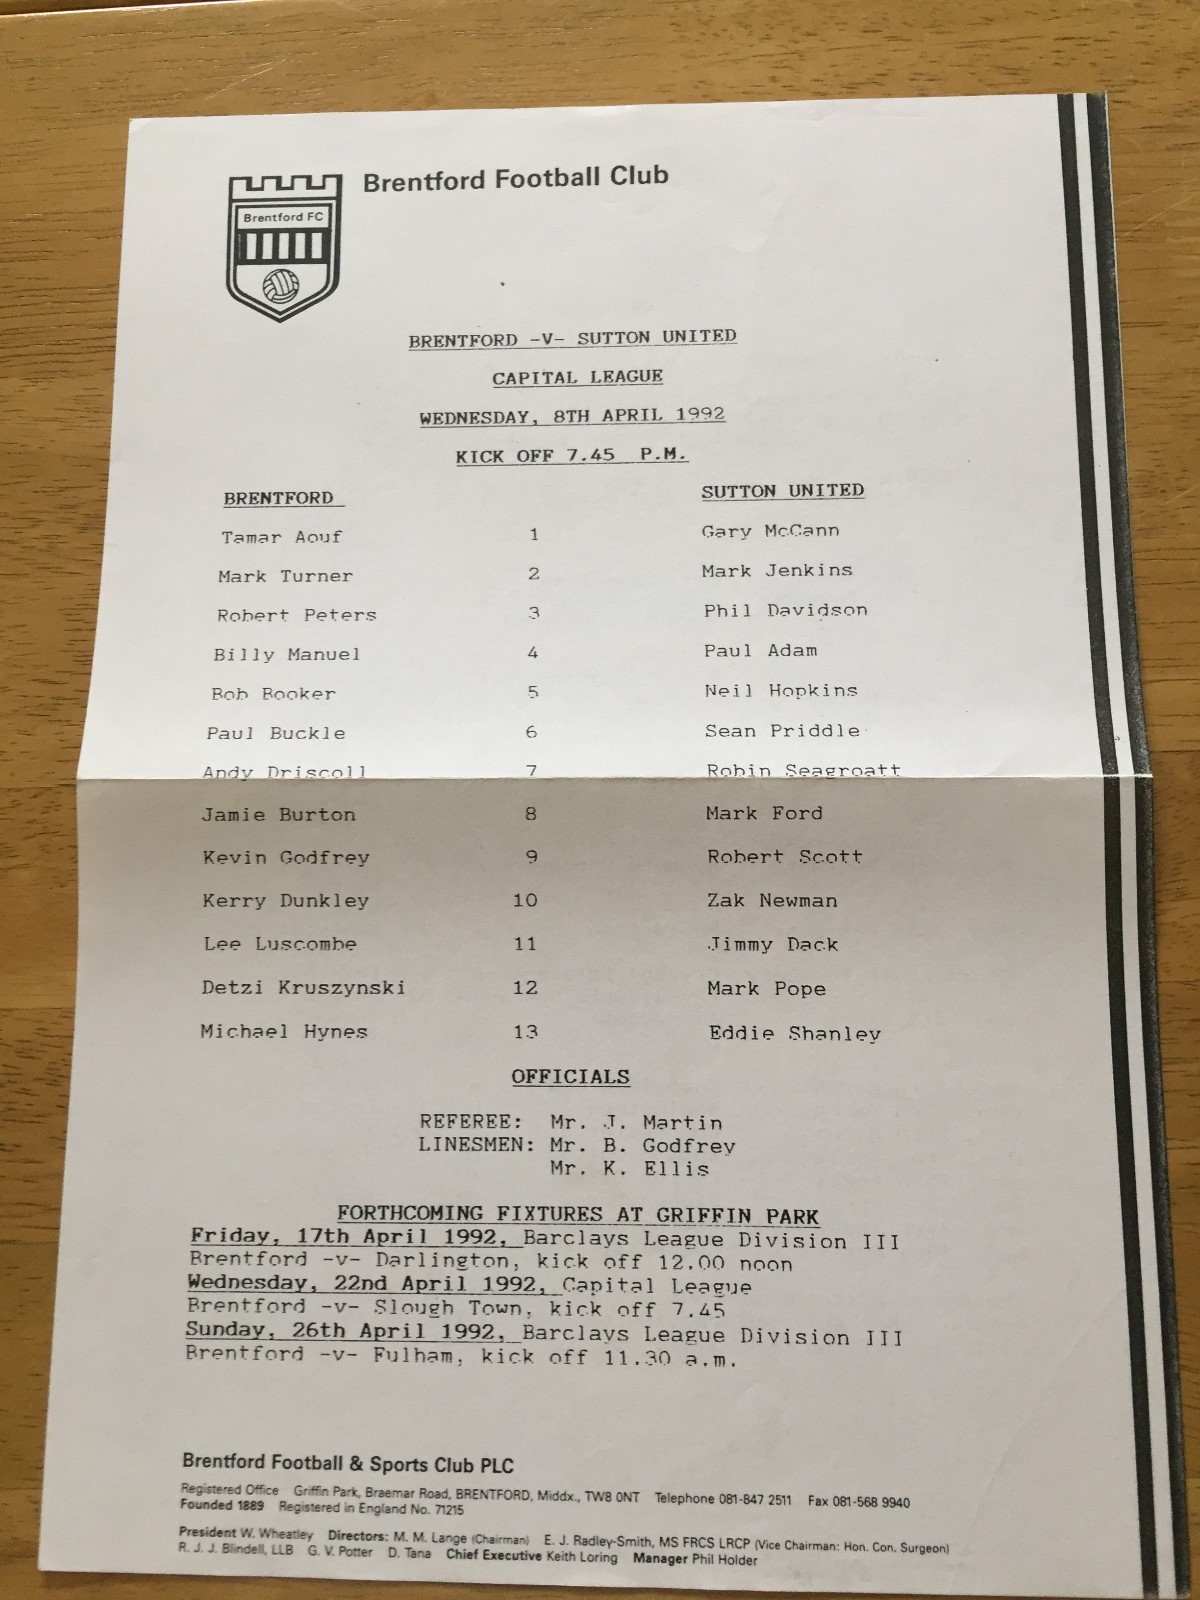 Brentford Football Club
Brentford FC
BRENTFORD -V- SUTTON UNITED
CAPITAL LEAGUE
WEDNESDAY, 8TH APRIL 1992
KICK OFF 7.45 P.M.
BRENTFORD SUTTON UNITED
Tamar Aouf 1 Gary McCann
Mark Turner 2 Mark Jenkins
Robert Peters 3 Phil Davidson
Billy Manuel 4 Paul Adam
Bob Booker 5 Neil Hopkins
Paul Buckle 6 Sean Priddle
Andy Driscoll 7 Robin Seagroatt
Jamie Burton 8 Mark Ford
Kevin Godfrey 9 Robert Scott
Kerry Dunkley 10 Zak Newman
Lee Luscombe 11 Jimmy Dack
Detzi Kruszynski 12 Mark Pope
Michael Hynes 13 Eddie Shanley
OFFICIALS
REFEREE: Mr. J. Martin
LINESMEN: Mr. B. Godfrey
Mr. K. Ellis
FORTHCOMING FIXTURES AT GRIFFIN PARK
Friday, 17th April 1992, Barclays League Division III
Brentford -v- Darlington, kick off 12.00 noon
Wednesday, 22nd April 1992, Capital League
Brentford -v- Slough Town, kick off 7.45
Sunday, 26th April 1992, Barclays League Division III
Brentford -v- Fulham, kick off 11.30 a.m.
Brentford Football & Sports Club PLC
Registered Office Griffin Park, Braemar Road, BRENTFORD, Middx., TW8 0NT Telephone 081-847 2511 Fax 081-568 9940
Founded 1889 Registered in England No. 71215
President W. Wheatley Directors: M. M. Lange (Chairman) E. J. Radley-Smith, MS FRCS LRCP (Vice Chairman: Hon. Con. Surgeon)
R. J. J. Blindell, LLB G. V. Potter D. Tana Chief Executive Keith Loring Manager Phil Holder